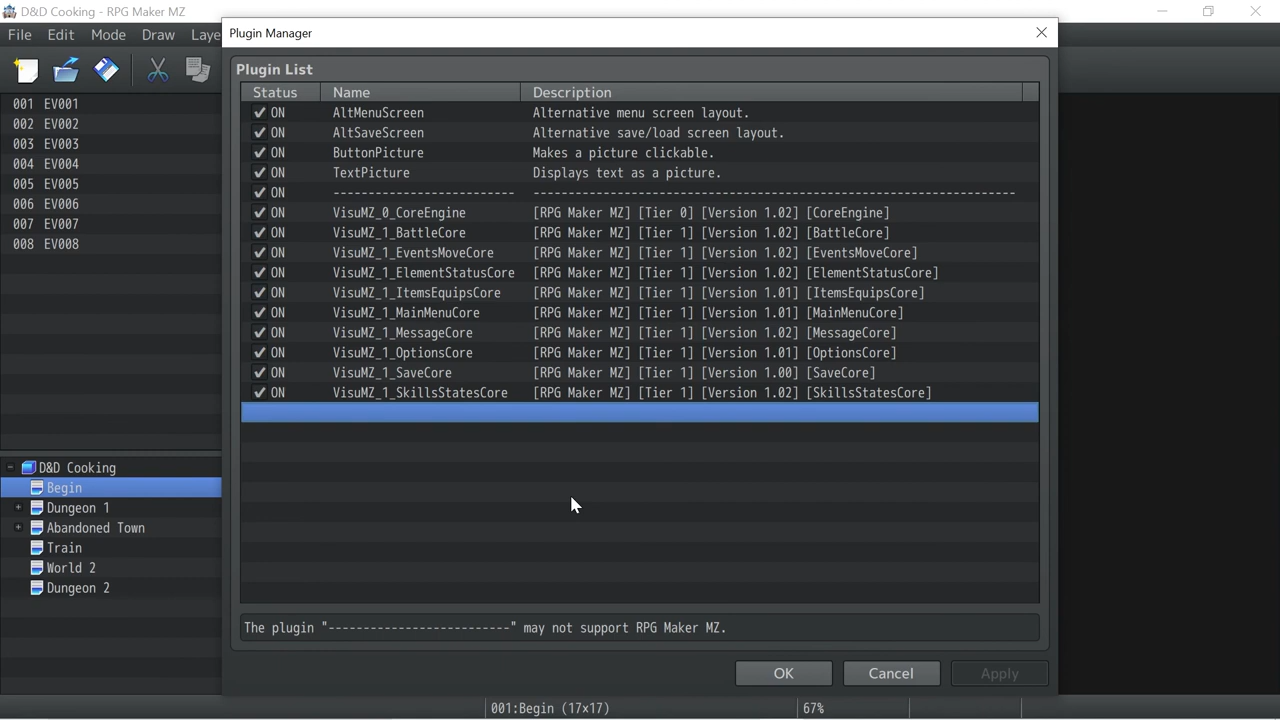 D&D Cooking - RPG Maker MZ
File Edit Mode Draw Laye
001 EV001
002 EV002
003 EV003
004 EV004
005 EV005
006 EV006
007 EV007
008 EV008
D&D Cooking
Begin
Dungeon 1
Abandoned Town
Train
World 2
Dungeon 2
Plugin Manager
Plugin List
Status Name Description
ON AltMenuScreen Alternative menu screen layout.
ON AltSaveScreen Alternative save/load screen layout.
ON ButtonPicture Makes a picture clickable.
ON TextPicture Displays text as a picture.
ON -------------------------- ---------------------------------------------------------------------
ON VisuMZ_0_CoreEngine [RPG Maker MZ] [Tier 0] [Version 1.02] [CoreEngine]
ON VisuMZ_1_BattleCore [RPG Maker MZ] [Tier 1] [Version 1.02] [BattleCore]
ON VisuMZ_1_EventsMoveCore [RPG Maker MZ] [Tier 1] [Version 1.02] [EventsMoveCore]
ON VisuMZ_1_ElementStatusCore [RPG Maker MZ] [Tier 1] [Version 1.02] [ElementStatusCore]
ON VisuMZ_1_ItemsEquipsCore [RPG Maker MZ] [Tier 1] [Version 1.01] [ItemsEquipsCore]
ON VisuMZ_1_MainMenuCore [RPG Maker MZ] [Tier 1] [Version 1.01] [MainMenuCore]
ON VisuMZ_1_MessageCore [RPG Maker MZ] [Tier 1] [Version 1.02] [MessageCore]
ON VisuMZ_1_OptionsCore [RPG Maker MZ] [Tier 1] [Version 1.01] [OptionsCore]
ON VisuMZ_1_SaveCore [RPG Maker MZ] [Tier 1] [Version 1.00] [SaveCore]
ON VisuMZ_1_SkillsStatesCore [RPG Maker MZ] [Tier 1] [Version 1.02] [SkillsStatesCore]
The plugin "--------------------------" may not support RPG Maker MZ.
OK Cancel Apply
001:Begin (17x17) 67%